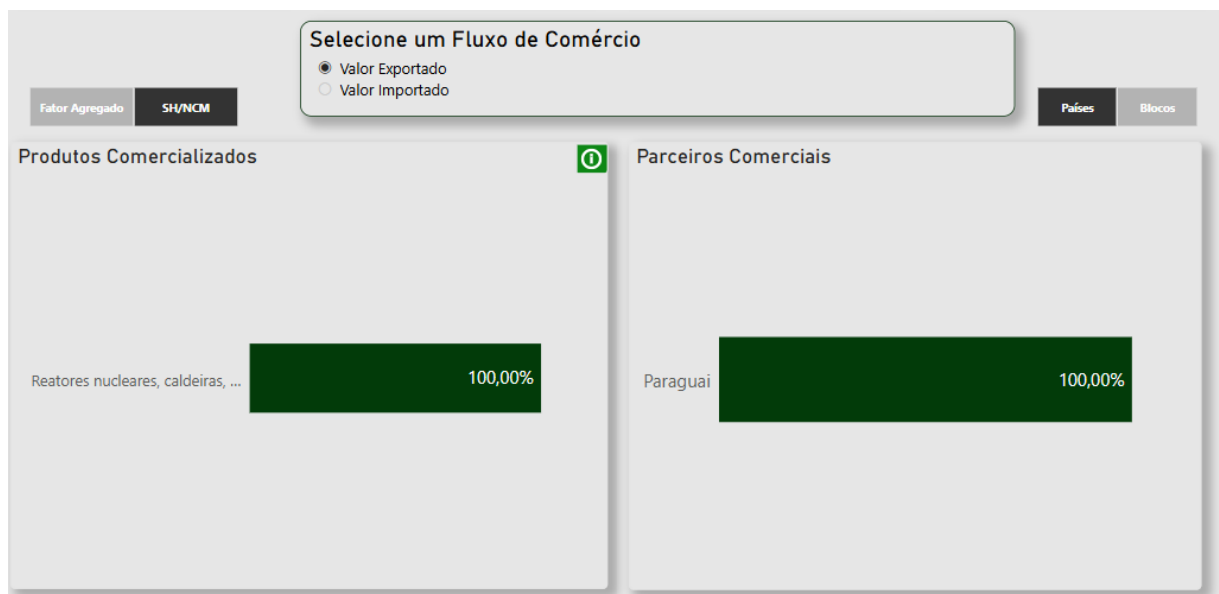 Selecione um Fluxo de Comércio
Valor Exportado
Valor Importado
Fator Agregado
SH/NCM
Países
Blocos
Produtos Comercializados
Parceiros Comerciais
Reatores nucleares, caldeiras, ...
100,00%
Paraguai
100,00%